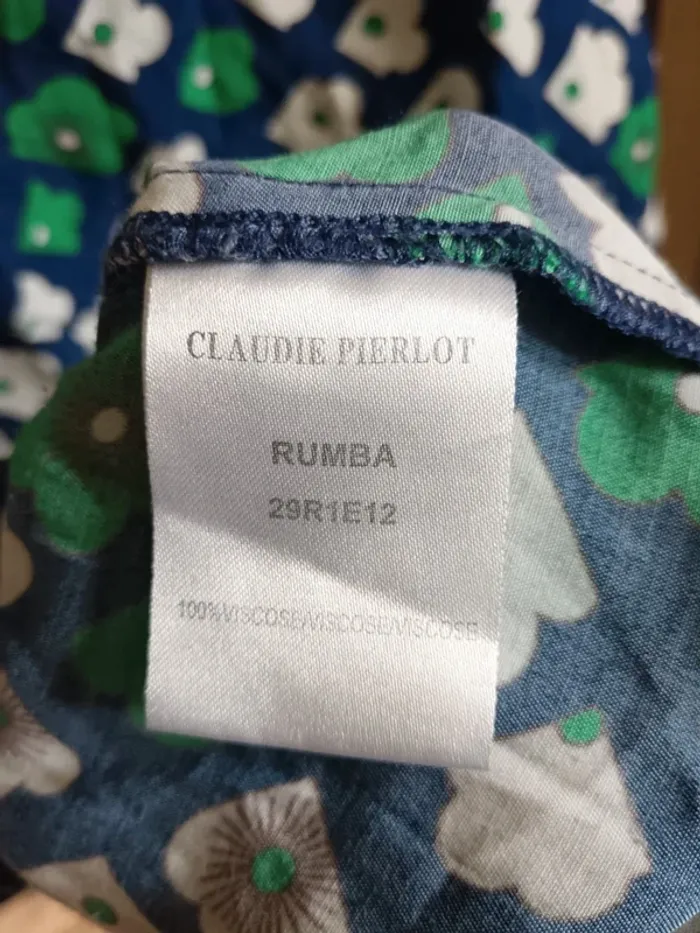 CLAUDIE PIERLOT
RUMBA
29R1E12
100%VISCOSE/VISCOSE/VISCOSE